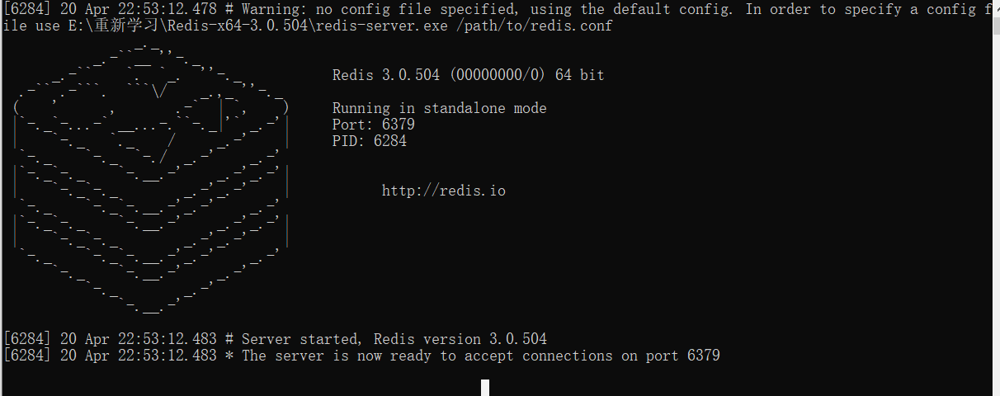 [6284] 20 Apr 22:53:12.478 # Warning: no config file specified, using the default config. In order to specify a config f
ile use E:\重新学习\Redis-x64-3.0.504\redis-server.exe /path/to/redis.conf
Redis 3.0.504 (00000000/0) 64 bit
Running in standalone mode
Port: 6379
PID: 6284
http://redis.io
[6284] 20 Apr 22:53:12.483 # Server started, Redis version 3.0.504
[6284] 20 Apr 22:53:12.483 * The server is now ready to accept connections on port 6379